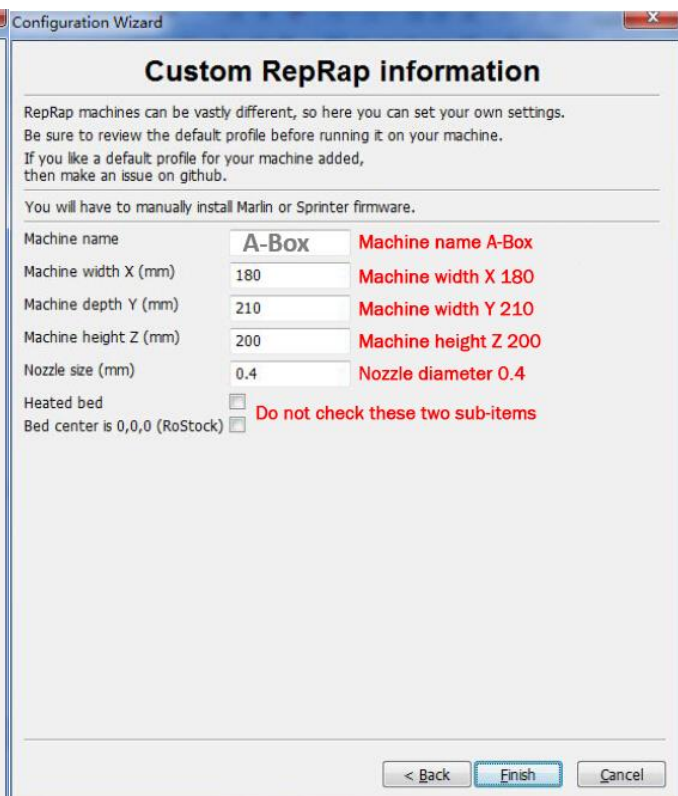 Configuration Wizard
Custom RepRap information
RepRap machines can be vastly different, so here you can set your own settings.
Be sure to review the default profile before running it on your machine.
If you like a default profile for your machine added,
then make an issue on github.
You will have to manually install Marlin or Sprinter firmware.
Machine name A-Box Machine name A-Box
Machine width X (mm) 180 Machine width X 180
Machine depth Y (mm) 210 Machine width Y 210
Machine height Z (mm) 200 Machine height Z 200
Nozzle size (mm) 0.4 Nozzle diameter 0.4
Heated bed
Do not check these two sub-items
Bed center is 0,0,0 (RoStock)
< Back Finish Cancel